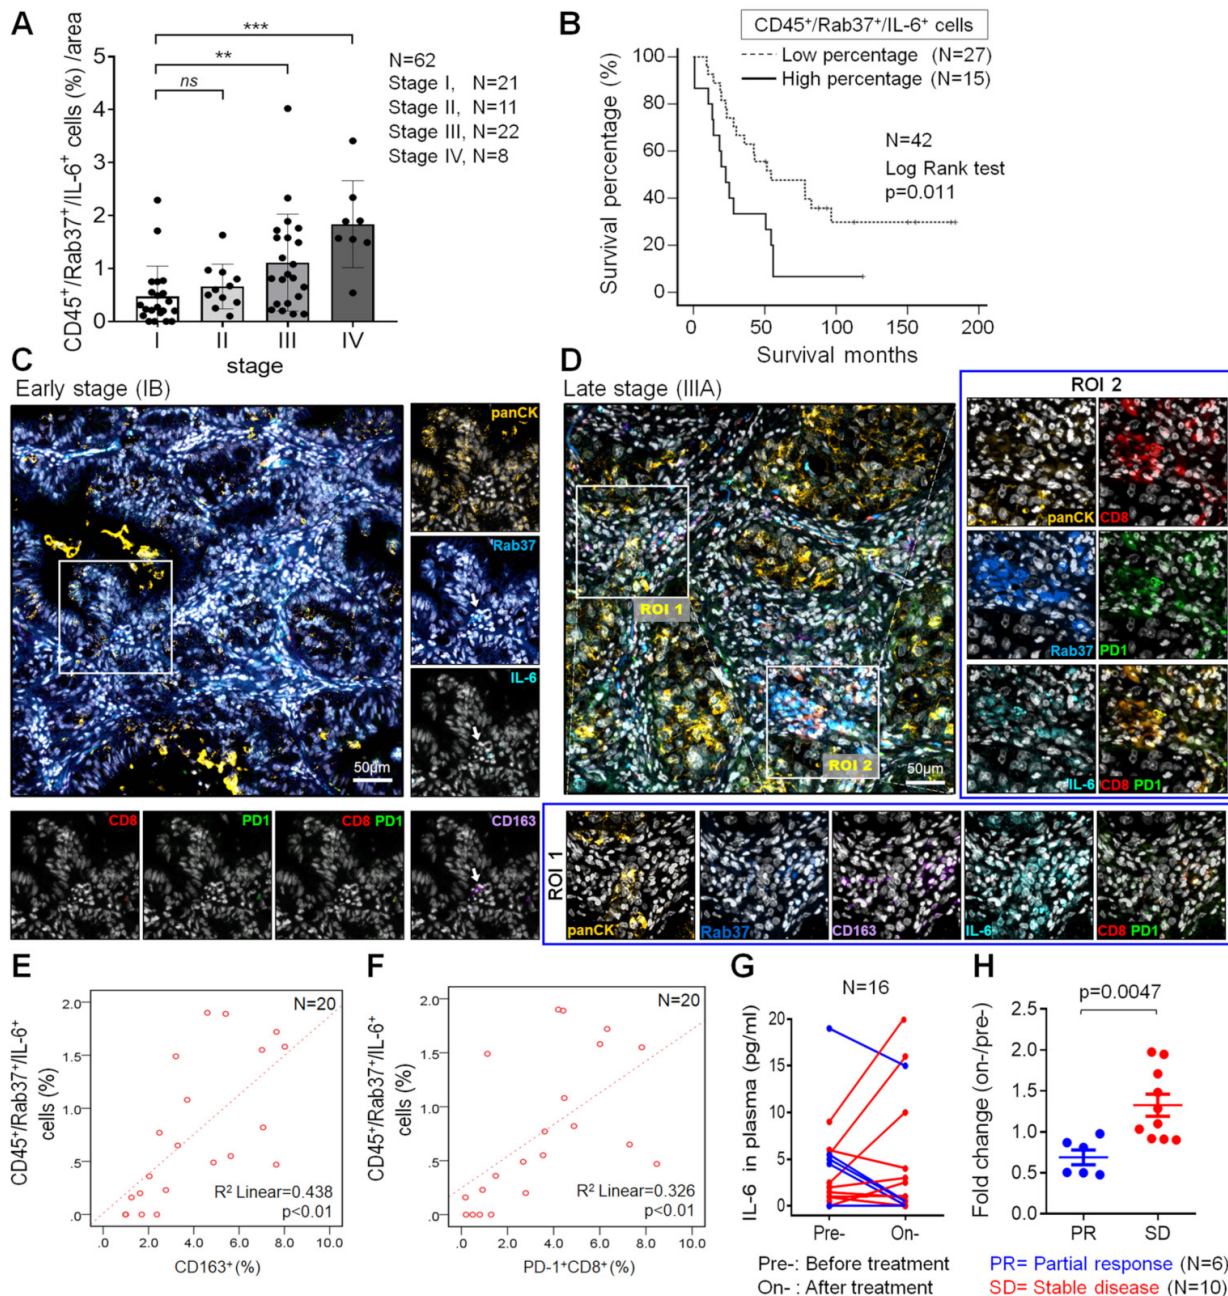 A
CD45⁺/Rab37⁺/IL-6⁺ cells (%) /area
5
4
3
2
1
0
***
**
ns
N=62
Stage I, N=21
Stage II, N=11
Stage III, N=22
Stage IV, N=8
I II III IV
stage
B
CD45⁺/Rab37⁺/IL-6⁺ cells
Low percentage (N=27)
High percentage (N=15)
N=42
Log Rank test
p=0.011
Survival percentage (%)
100
80
60
40
20
0
0 50 100 150 200
Survival months
C
Early stage (IB)
50μm
panCK
Rab37
IL-6
CD8
PD1
CD8 PD1
CD163
D
Late stage (IIIA)
ROI 1
ROI 2
50μm
ROI 2
panCK
CD8
Rab37
PD1
IL-6
CD8 PD1
ROI 1
panCK
Rab37
CD163
IL-6
CD8 PD1
E
CD45⁺/Rab37⁺/IL-6⁺
cells (%)
2.0
1.5
1.0
.5
.0
N=20
R² Linear=0.438
p<0.01
.0 2.0 4.0 6.0 8.0 10.0
CD163⁺(%)
F
CD45⁺/Rab37⁺/IL-6⁺
cells (%)
2.0
1.5
1.0
.5
.0
N=20
R² Linear=0.326
p<0.01
.0 2.0 4.0 6.0 8.0 10.0
PD-1⁺CD8⁺(%)
G
N=16
IL-6 in plasma (pg/ml)
20
15
10
5
0
Pre- On-
Pre-: Before treatment
On- : After treatment
H
p=0.0047
Fold change (on-/pre-)
2.5
2.0
1.5
1.0
0.5
0.0
PR SD
PR= Partial response (N=6)
SD= Stable disease (N=10)